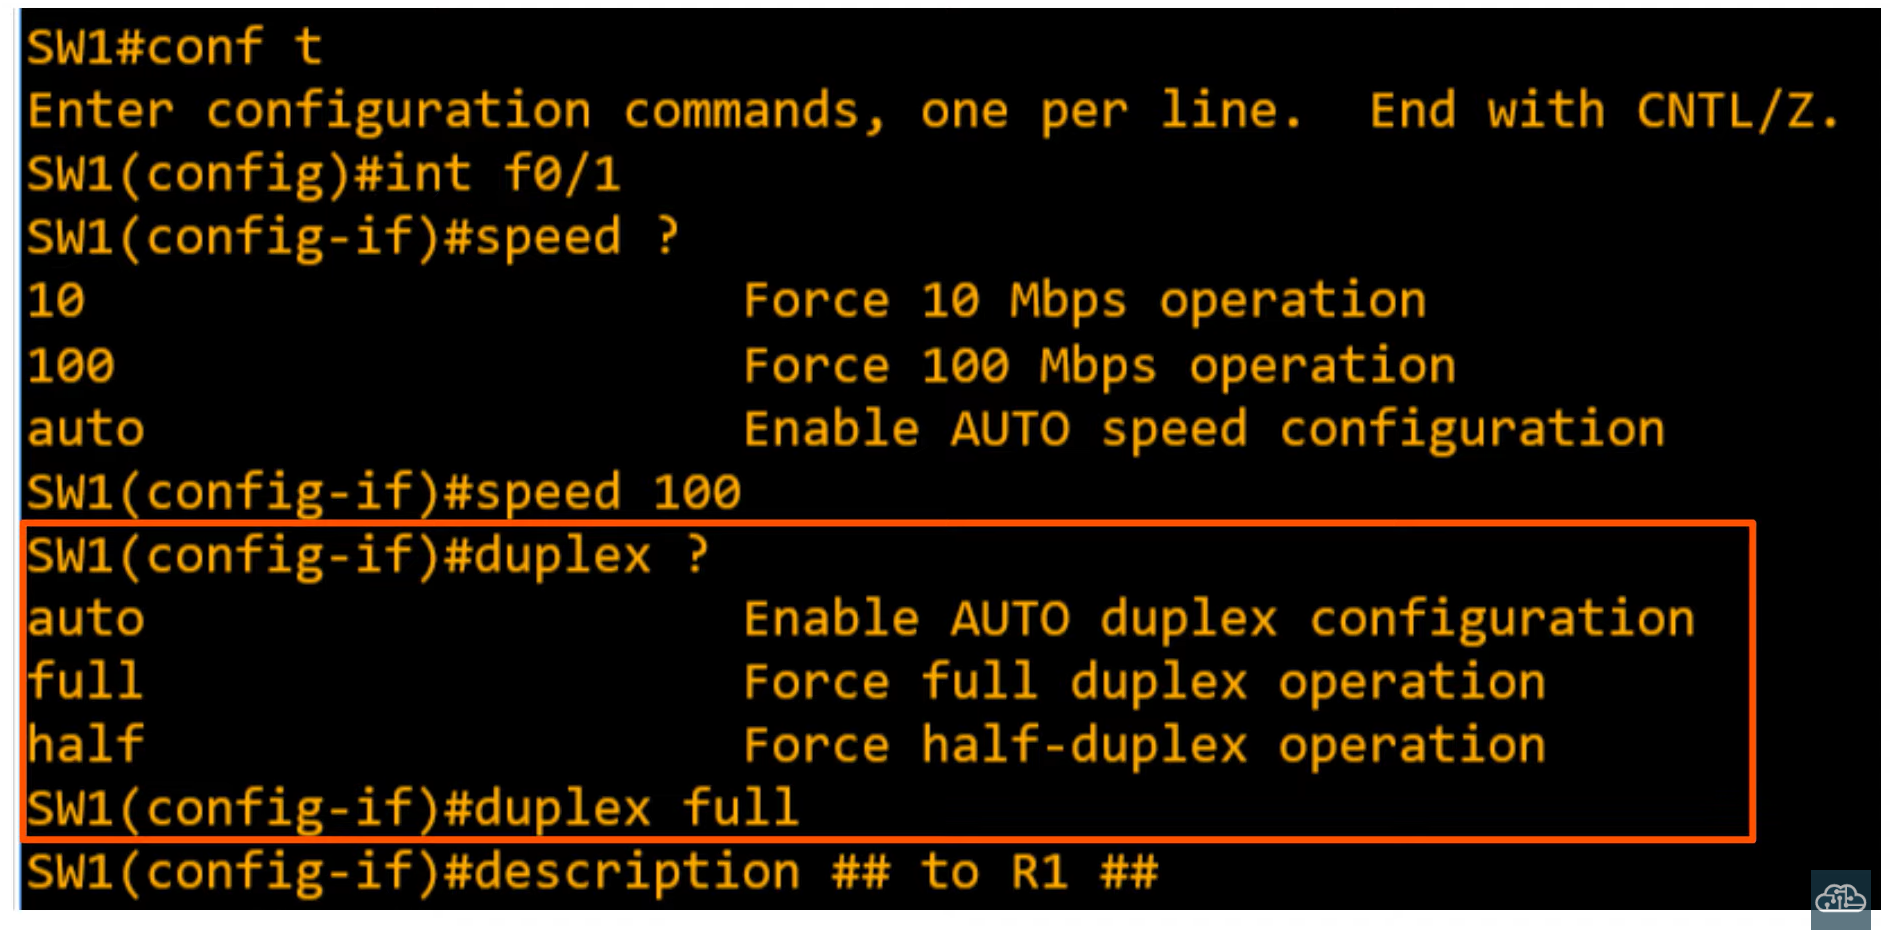 SW1#conf t
Enter configuration commands, one per line.  End with CNTL/Z.
SW1(config)#int f0/1
SW1(config-if)#speed ?
10                      Force 10 Mbps operation
100                     Force 100 Mbps operation
auto                    Enable AUTO speed configuration
SW1(config-if)#speed 100
SW1(config-if)#duplex ?
auto                    Enable AUTO duplex configuration
full                    Force full duplex operation
half                    Force half-duplex operation
SW1(config-if)#duplex full
SW1(config-if)#description ## to R1 ##